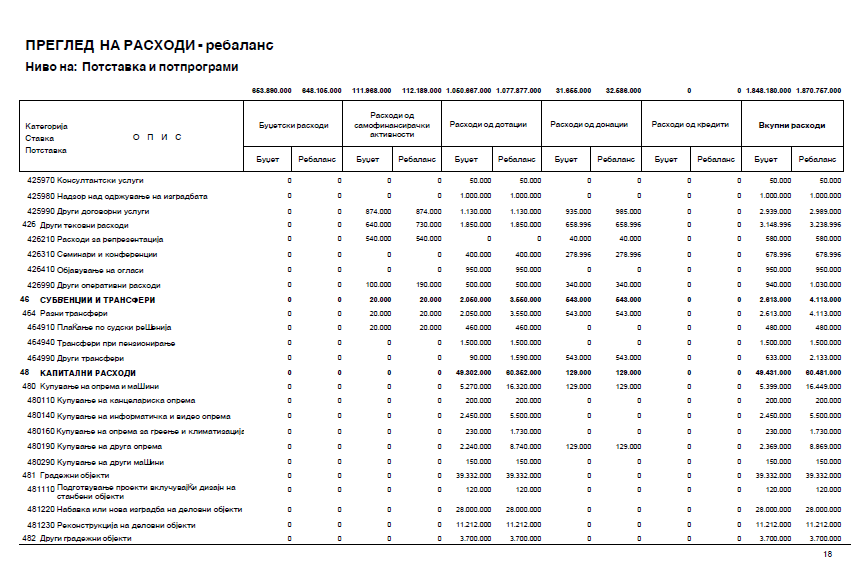 ПРЕГЛЕД НА РАСХОДИ - ребаланс
Ниво на: Потставка и потпрограми
653.890.000 648.105.000 111.968.000 112.189.000 1.050.667.000 1.077.877.000 31.655.000 32.586.000 0 0 1.848.180.000 1.870.757.000
Категорија
Ставка
Потставка
О П И С
Буџетски расходи
Расходи од
самофинансирачки
активности
Расходи од дотации
Расходи од донации
Расходи од кредити
Вкупни расходи
Буџет Ребаланс Буџет Ребаланс Буџет Ребаланс Буџет Ребаланс Буџет Ребаланс Буџет Ребаланс
425970 Консултантски услуги 0 0 0 0 50.000 50.000 0 0 0 0 50.000 50.000
425980 Надзор над одржување на изградбата 0 0 0 0 1.000.000 1.000.000 0 0 0 0 1.000.000 1.000.000
425990 Други договорни услуги 0 0 874.000 874.000 1.130.000 1.130.000 935.000 985.000 0 0 2.939.000 2.989.000
426 Други тековни расходи 0 0 640.000 730.000 1.850.000 1.850.000 658.996 658.996 0 0 3.148.996 3.238.996
426210 Расходи за репрезентација 0 0 540.000 540.000 0 0 40.000 40.000 0 0 580.000 580.000
426310 Семинари и конференции 0 0 0 0 400.000 400.000 278.996 278.996 0 0 678.996 678.996
426410 Објавување на огласи 0 0 0 0 950.000 950.000 0 0 0 0 950.000 950.000
426990 Други оперативни расходи 0 0 100.000 190.000 500.000 500.000 340.000 340.000 0 0 940.000 1.030.000
46 СУБВЕНЦИИ И ТРАНСФЕРИ 0 0 20.000 20.000 2.050.000 3.550.000 543.000 543.000 0 0 2.613.000 4.113.000
464 Разни трансфери 0 0 20.000 20.000 2.050.000 3.550.000 543.000 543.000 0 0 2.613.000 4.113.000
464910 ПлаЌање по судски реШенија 0 0 20.000 20.000 460.000 460.000 0 0 0 0 480.000 480.000
464940 Трансфери при пензионирање 0 0 0 0 1.500.000 1.500.000 0 0 0 0 1.500.000 1.500.000
464990 Други трансфери 0 0 0 0 90.000 1.590.000 543.000 543.000 0 0 633.000 2.133.000
48 КАПИТАЛНИ РАСХОДИ 0 0 0 0 48.302.000 60.352.000 129.000 129.000 0 0 48.431.000 60.481.000
480 Купување на опрема и маШини 0 0 0 0 5.270.000 16.320.000 129.000 129.000 0 0 5.399.000 16.449.000
480110 Купување на канцелариска опрема 0 0 0 0 200.000 200.000 0 0 0 0 200.000 200.000
480140 Купување на информатичка и видео опрема 0 0 0 0 2.450.000 5.500.000 0 0 0 0 2.450.000 5.500.000
480160 Купување на опрема за греење и климатизација 0 0 0 0 230.000 1.730.000 0 0 0 0 230.000 1.730.000
480190 Купување на друга опрема 0 0 0 0 2.240.000 8.740.000 129.000 129.000 0 0 2.369.000 8.869.000
480290 Купување на други маШини 0 0 0 0 150.000 150.000 0 0 0 0 150.000 150.000
481 Градежни објекти 0 0 0 0 39.332.000 39.332.000 0 0 0 0 39.332.000 39.332.000
481110 Подготвување проекти вклучувајЌи дизајн на 0 0 0 0 120.000 120.000 0 0 0 0 120.000 120.000
станбени објекти
481220 Набавка или нова изградба на деловни објекти 0 0 0 0 28.000.000 28.000.000 0 0 0 0 28.000.000 28.000.000
481230 Реконструкција на деловни објекти 0 0 0 0 11.212.000 11.212.000 0 0 0 0 11.212.000 11.212.000
482 Други градежни објекти 0 0 0 0 3.700.000 3.700.000 0 0 0 0 3.700.000 3.700.000
18